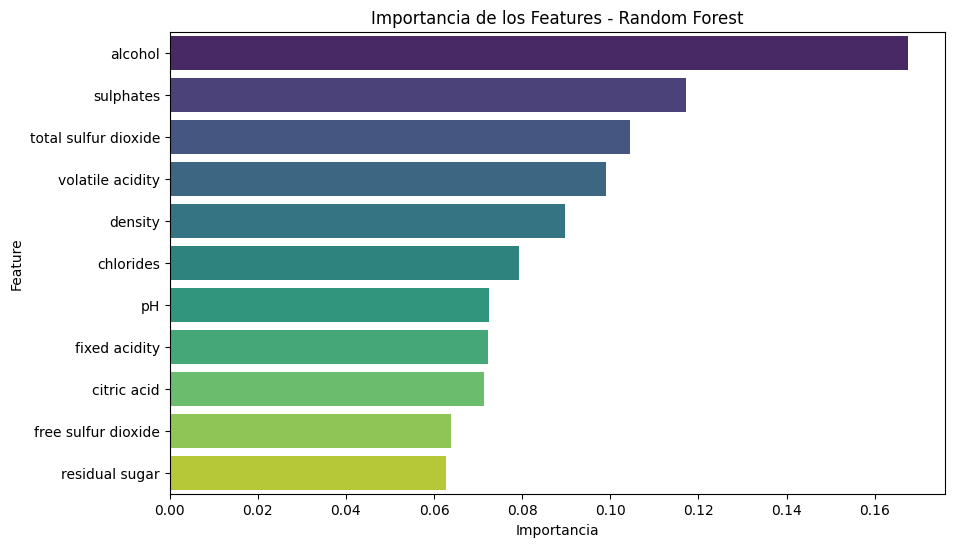 Importancia de los Features - Random Forest
alcohol
sulphates
total sulfur dioxide
volatile acidity
density
chlorides
pH
fixed acidity
citric acid
free sulfur dioxide
residual sugar
Feature
0.00 0.02 0.04 0.06 0.08 0.10 0.12 0.14 0.16
Importancia